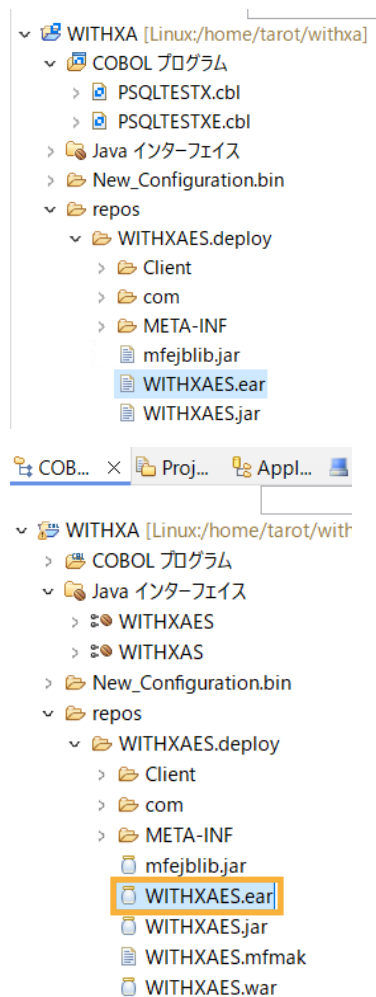 WITHXA [Linux:/home/tarot/withxa]
COBOL プログラム
PSQLTESTX.cbl
PSQLTESTXE.cbl
Java インターフェイス
New_Configuration.bin
repos
WITHXAES.deploy
Client
com
META-INF
mfejblib.jar
WITHXAES.ear
WITHXAES.jar
COB... Proj... Appl...
WITHXA [Linux:/home/tarot/with
COBOL プログラム
Java インターフェイス
WITHXAES
WITHXAS
New_Configuration.bin
repos
WITHXAES.deploy
Client
com
META-INF
mfejblib.jar
WITHXAES.ear
WITHXAES.jar
WITHXAES.mfmak
WITHXAES.war